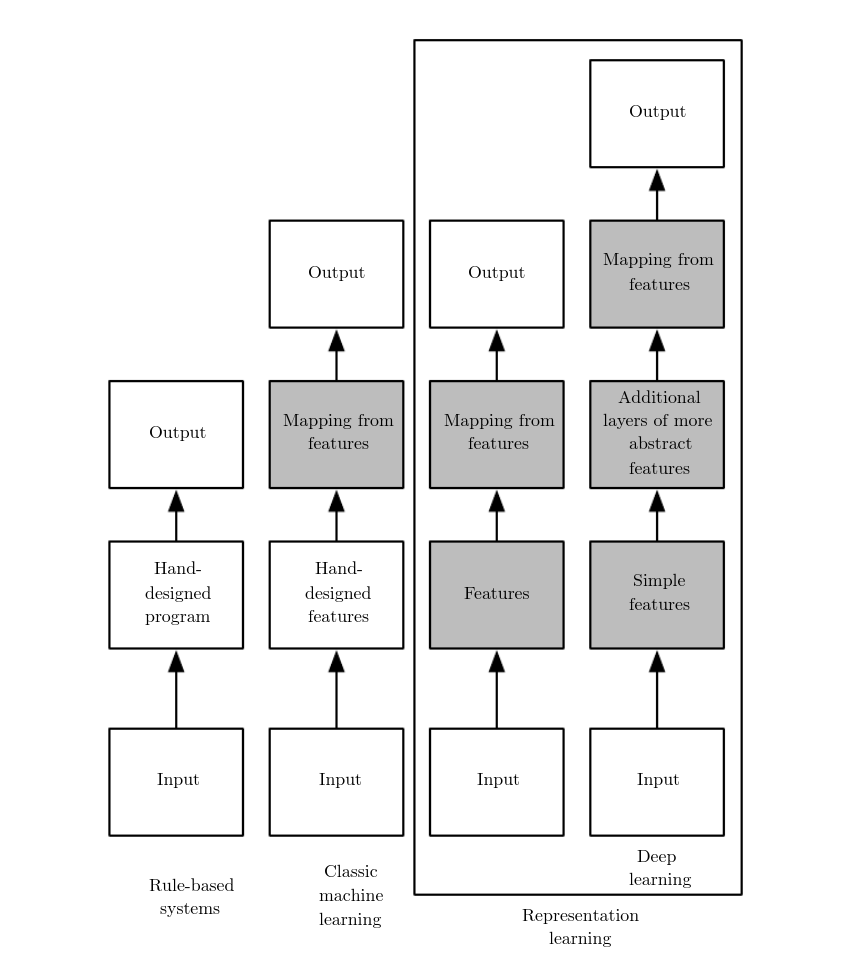 Output
Output
Output
Mapping from
features
Output
Mapping from
features
Mapping from
features
Additional
layers of more
abstract
features
Hand-
designed
program
Hand-
designed
features
Features
Simple
features
Input
Input
Input
Input
Rule-based
systems
Classic
machine
learning
Deep
learning
Representation
learning